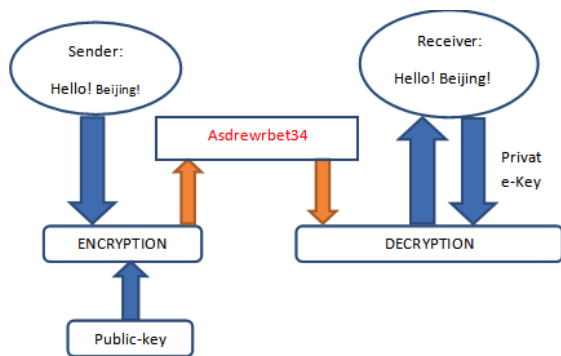 Sender:
Hello! Beijing!
Receiver:
Hello! Beijing!
Asdrewrbet34
Privat
e-Key
ENCRYPTION
DECRYPTION
Public-key